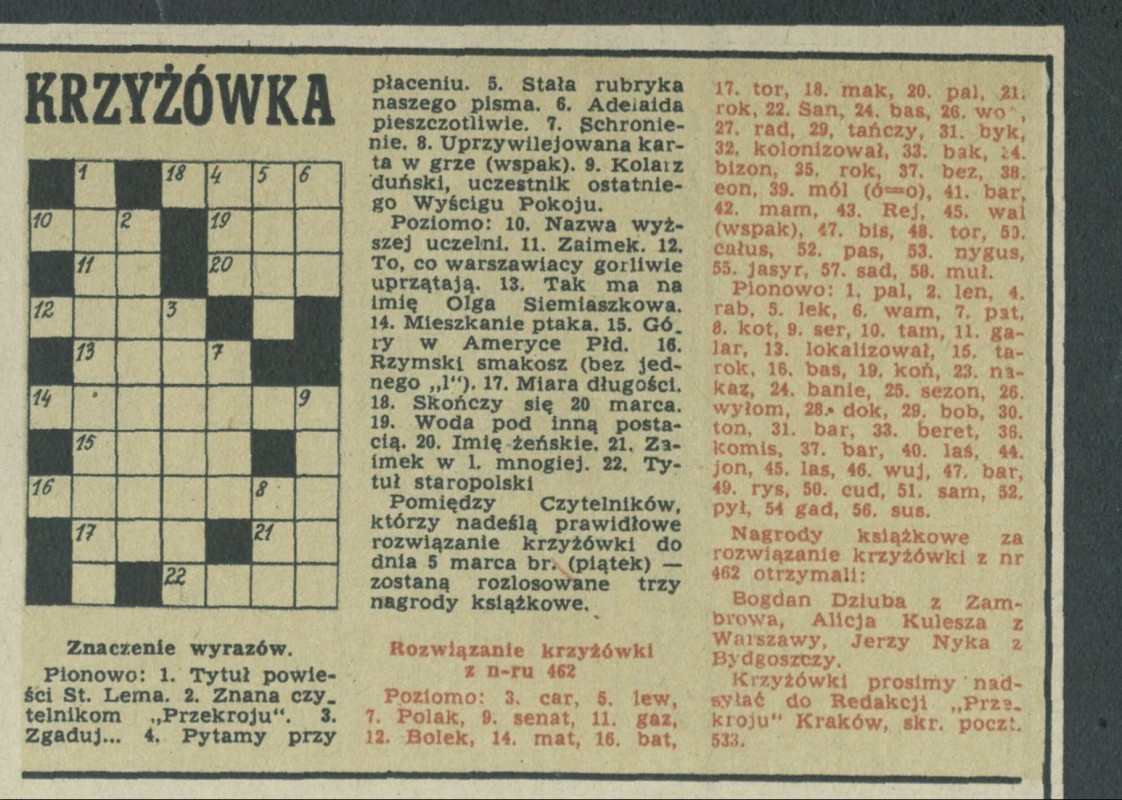 KRZYŻÓWKA
1 18 4 5 6
10 2 19
11 20
12 3
13 7
14 9
15
16 8
17 21
22
Znaczenie wyrazów.
Pionowo: 1. Tytuł powie-
ści St. Lema. 2. Znana czy-
telnikom „Przekroju". 3.
Zgaduj... 4. Pytamy przy
płaceniu. 5. Stała rubryka
naszego pisma. 6. Adelaida
pieszczotliwie. 7. Schronie-
nie. 8. Uprzywilejowana kar-
ta w grze (wspak). 9. Kolarz
duński, uczestnik ostatnie-
go Wyścigu Pokoju.
Poziomo: 10. Nazwa wyż-
szej uczelni. 11. Zaimek. 12.
To, co warszawiacy gorliwie
uprzątają. 13. Tak ma na
imię Olga Siemiaszkowa.
14. Mieszkanie ptaka. 15. Gó-
ry w Ameryce Płd. 16.
Rzymski smakosz (bez jed-
nego „l"). 17. Miara długości.
18. Skończy się 20 marca.
19. Woda pod inną posta-
cią. 20. Imię żeńskie. 21. Za-
imek w l. mnogiej. 22. Ty-
tuł staropolski
Pomiędzy Czytelników,
którzy nadeślą prawidłowe
rozwiązanie krzyżówki do
dnia 5 marca br. (piątek) —
zostaną rozlosowane trzy
nagrody książkowe.
Rozwiązanie krzyżówki
z n-ru 462
Poziomo: 3. car, 5. lew,
7. Polak, 9. senat, 11. gaz,
12. Bolek, 14. mat, 16. bat,
17. tor, 18. mak, 20. pal, 21.
rok, 22. San, 24. bas, 26.
27. rad, 29, tańczy, 31. byk,
32. kolonizował, 33. bak, 34.
bizon, 35. rok, 37. bez, 38.
eon, 39. mól (ó=o), 41. bar,
42. mam, 43. Rej, 45. wal
(wspak), 47. bis, 48. tor, 50.
całus, 52. pas, 53. nygus,
55. jasyr, 57. sad, 58. muł.
Pionowo: 1. pal, 2. len, 4.
rab, 5. lek, 6. wam, 7. pat,
8. kot, 9. ser, 10. tam, 11. ga-
lar, 13. lokalizował, 15. ta-
rok, 16. bas, 19. koń, 23. na-
kaz, 24. banie, 25. sezon, 26.
wyłom, 28. dok, 29. bob, 30.
ton, 31. bar, 33. beret, 36.
komis, 37. bar, 40. laś, 44.
jon, 45. las, 46. wuj, 47. bar,
49. rys, 50. cud, 51. sam, 52.
pył, 54 gad, 56. sus.
Nagrody książkowe za
rozwiązanie krzyżówki z nr
462 otrzymali:
Bogdan Dziuba z Zam-
browa, Alicja Kulesza z
Warszawy, Jerzy Nyka z
Bydgoszczy.
Krzyżówki prosimy nad-
syłać do Redakcji „Prze-
kroju" Kraków, skr. poczt.
533.